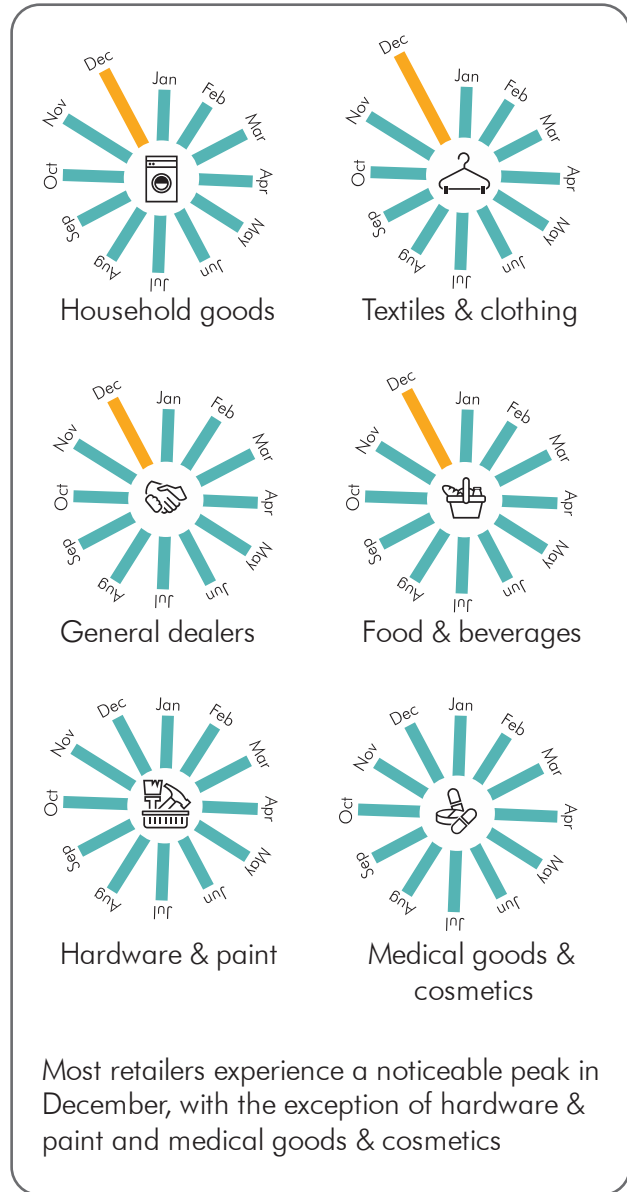 Dec
Jan
Feb
Mar
Apr
May
Jun
Jul
Aug
Sep
Oct
Nov
Household goods
Dec
Jan
Feb
Mar
Apr
May
Jun
Jul
Aug
Sep
Oct
Nov
Textiles & clothing
Dec
Jan
Feb
Mar
Apr
May
Jun
Jul
Aug
Sep
Oct
Nov
General dealers
Dec
Jan
Feb
Mar
Apr
May
Jun
Jul
Aug
Sep
Oct
Nov
Food & beverages
Dec
Jan
Feb
Mar
Apr
May
Jun
Jul
Aug
Sep
Oct
Nov
Hardware & paint
Dec
Jan
Feb
Mar
Apr
May
Jun
Jul
Aug
Sep
Oct
Nov
Medical goods &
cosmetics
Most retailers experience a noticeable peak in
December, with the exception of hardware &
paint and medical goods & cosmetics